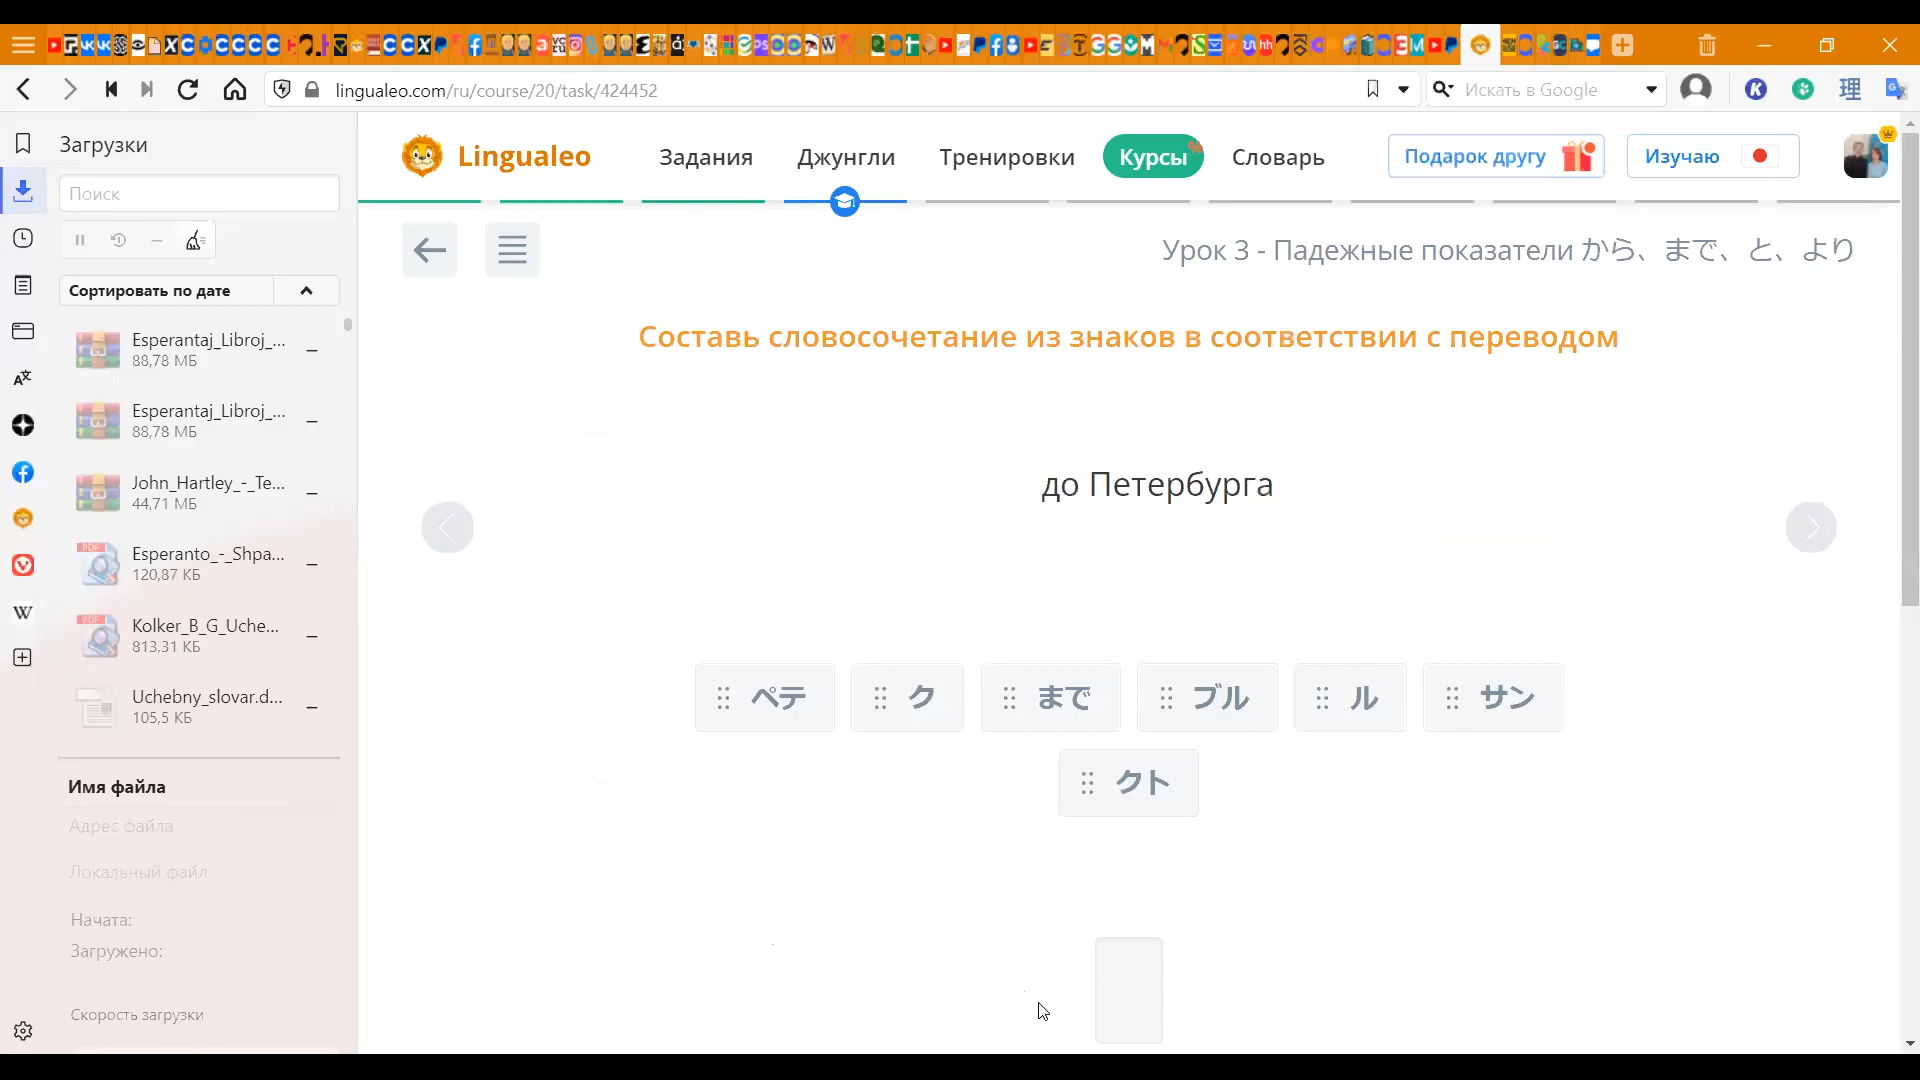 lingualeo.com/ru/course/20/task/424452
Искать в Google
Загрузки
Поиск
Сортировать по дате
Esperantaj_Libroj_...
88,78 МБ
Esperantaj_Libroj_...
88,78 МБ
John_Hartley_-_Te...
44,71 МБ
Esperanto_-_Shpa...
120,87 КБ
Kolker_B_G_Uche...
813,31 КБ
Uchebny_slovar.d...
105,5 КБ
Имя файла
Адрес файла
Локальный файл
Начата:
Загружено:
Скорость загрузки
Lingualeo
Задания
Джунгли
Тренировки
Курсы
Словарь
Подарок другу
Изучаю
Урок 3 - Падежные показатели から、まで、と、より
Составь словосочетание из знаков в соответствии с переводом
до Петербурга
ペテ
ク
まで
ブル
ル
サン
クト